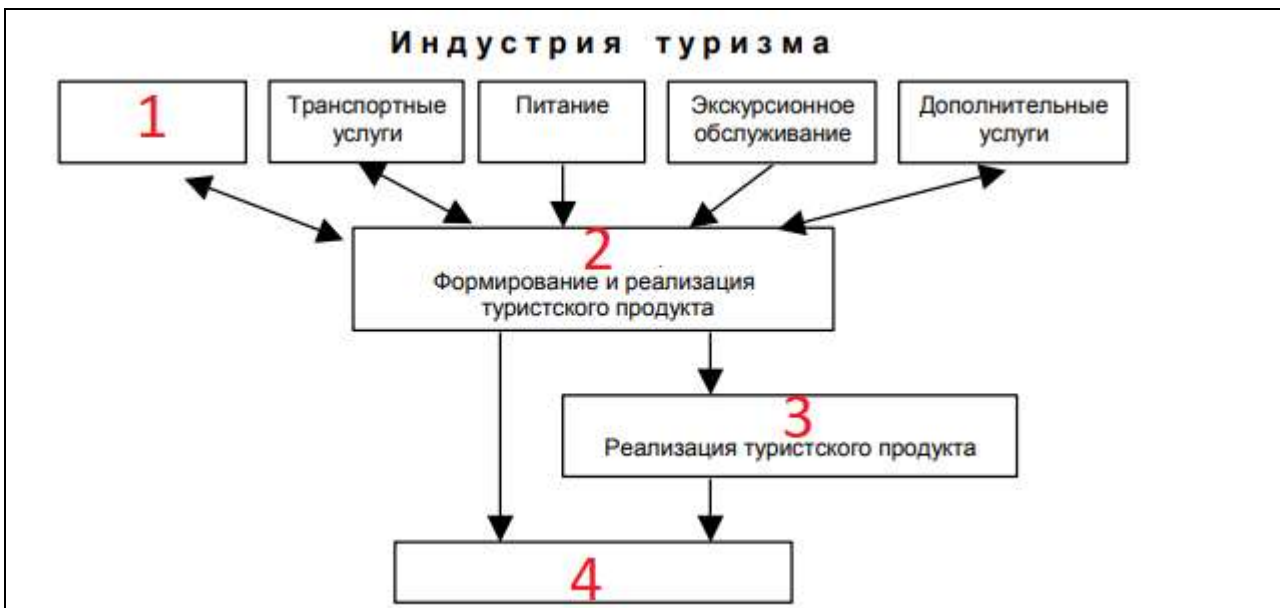 Индустрия туризма
1
Транспортные
услуги
Питание
Экскурсионное
обслуживание
Дополнительные
услуги
2
Формирование и реализация
туристского продукта
3
Реализация туристского продукта
4